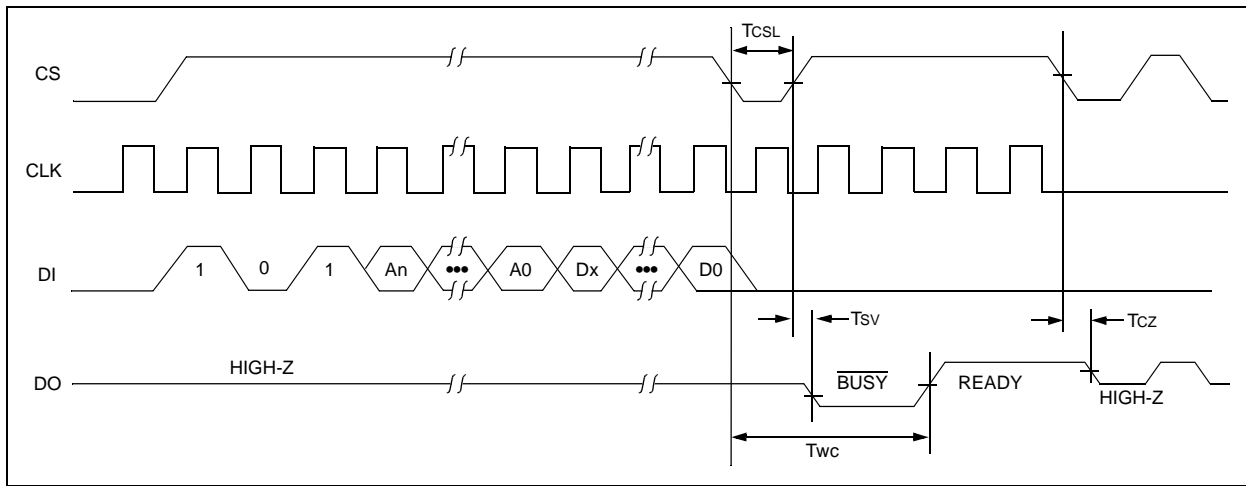 TCSL
CS
CLK
DI
1 0 1 An ••• A0 Dx ••• D0
TSV
TCZ
DO
HIGH-Z
BUSY
READY
HIGH-Z
TWC